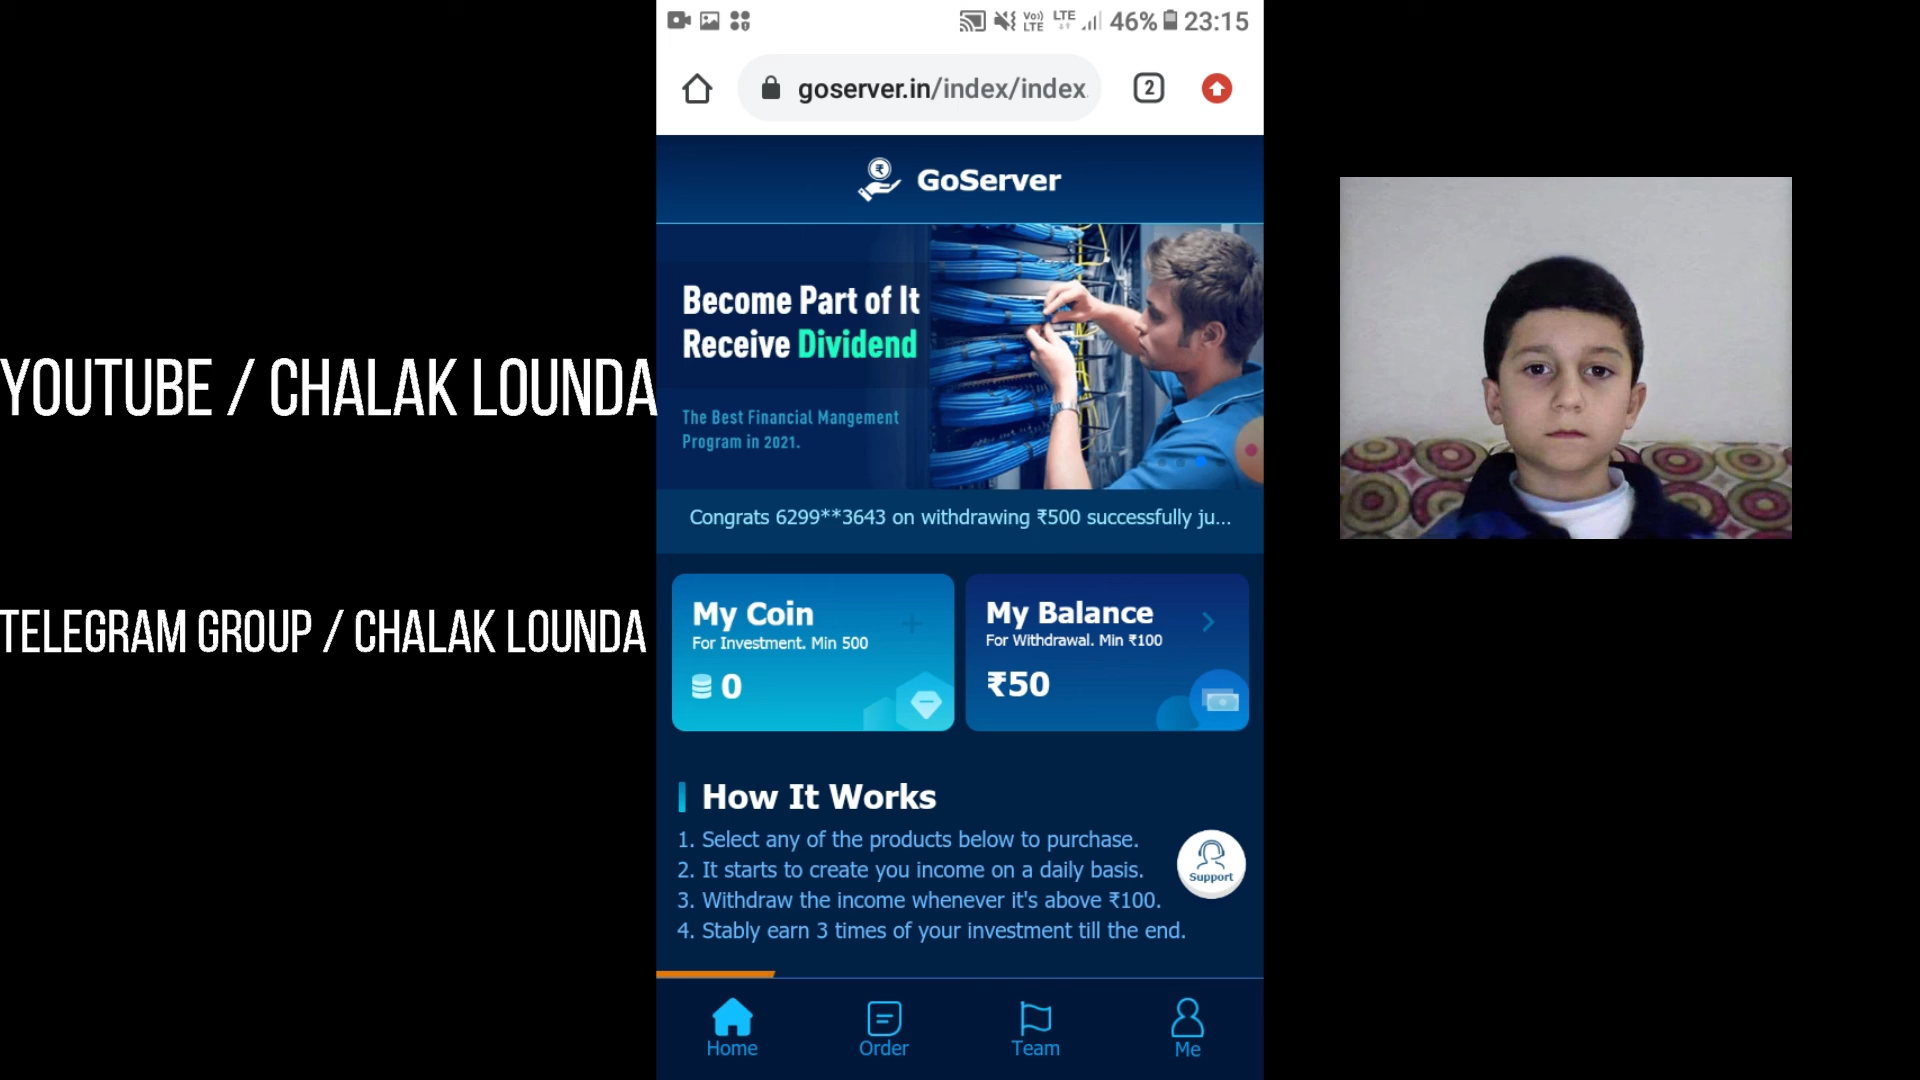 46% 23:15
goserver.in/index/index
2
GoServer
Become Part of It
Receive Dividend
The Best Financial Mangement
Program in 2021.
Congrats 6299**3643 on withdrawing ₹500 successfully ju...
YOUTUBE / CHALAK LOUNDA
TELEGRAM GROUP / CHALAK LOUNDA
My Coin
For Investment. Min 500
0
My Balance
For Withdrawal. Min ₹100
₹50
How It Works
1. Select any of the products below to purchase.
2. It starts to create you income on a daily basis.
3. Withdraw the income whenever it's above ₹100.
4. Stably earn 3 times of your investment till the end.
Support
Home
Order
Team
Me